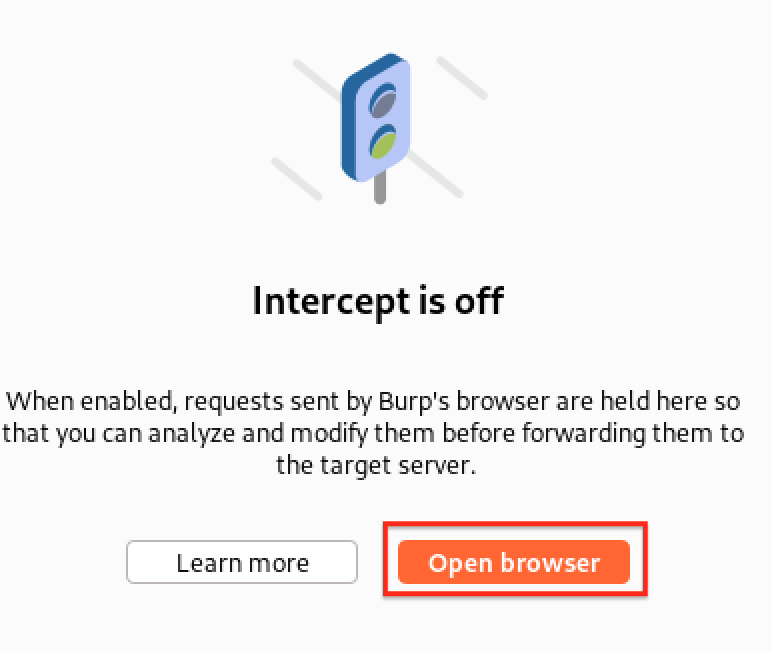 Intercept is off
When enabled, requests sent by Burp's browser are held here so
that you can analyze and modify them before forwarding them to
the target server.
Learn more
Open browser